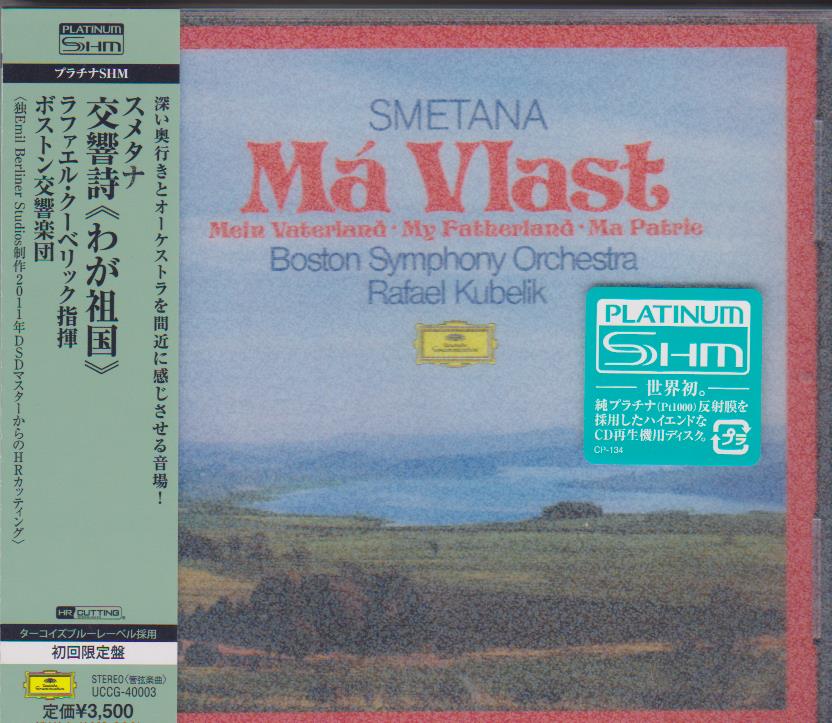 PLATINUM
SHM
プラチナSHM
深い奥行きとオーケストラを間近に感じさせる音場！
スメタナ
交響詩《わが祖国》
ラファエル・クーベリック指揮
ボストン交響楽団
〈独Emil Berliner Studios制作2011年DSDマスターからのHRカッティング〉
HR CUTTING
ターコイズブルーレーベル採用
初回限定盤
STEREO〈管弦楽曲〉
UCCG-40003
定価¥3,500
SMETANA
Má Vlast
Mein Vaterland · My Fatherland · Ma Patrie
Boston Symphony Orchestra
Rafael Kubelik
Deutsche
Grammophon
PLATINUM
SHM
世界初。
純プラチナ(Pt1000)反射膜を
採用したハイエンドな
CD再生機用ディスク。
プラ
CP-134